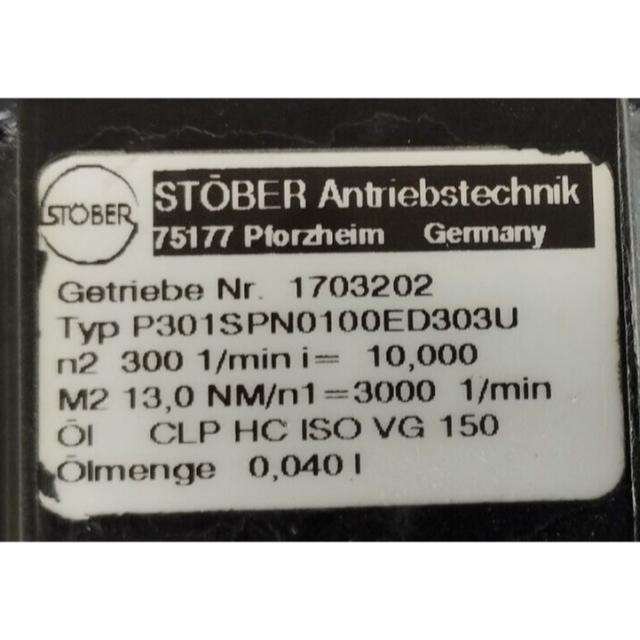 STÖBER
STÖBER Antriebstechnik
75177 Pforzheim Germany
Getriebe Nr. 1703202
Typ P301SPN0100ED303U
n2 300 1/min i= 10,000
M2 13,0 NM/n1=3000 1/min
Öl CLP HC ISO VG 150
Ölmenge 0,040 l